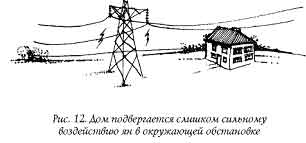 Рис. 12. Дом подвергается слишком сильному
воздействию ян в окружающей обстановке